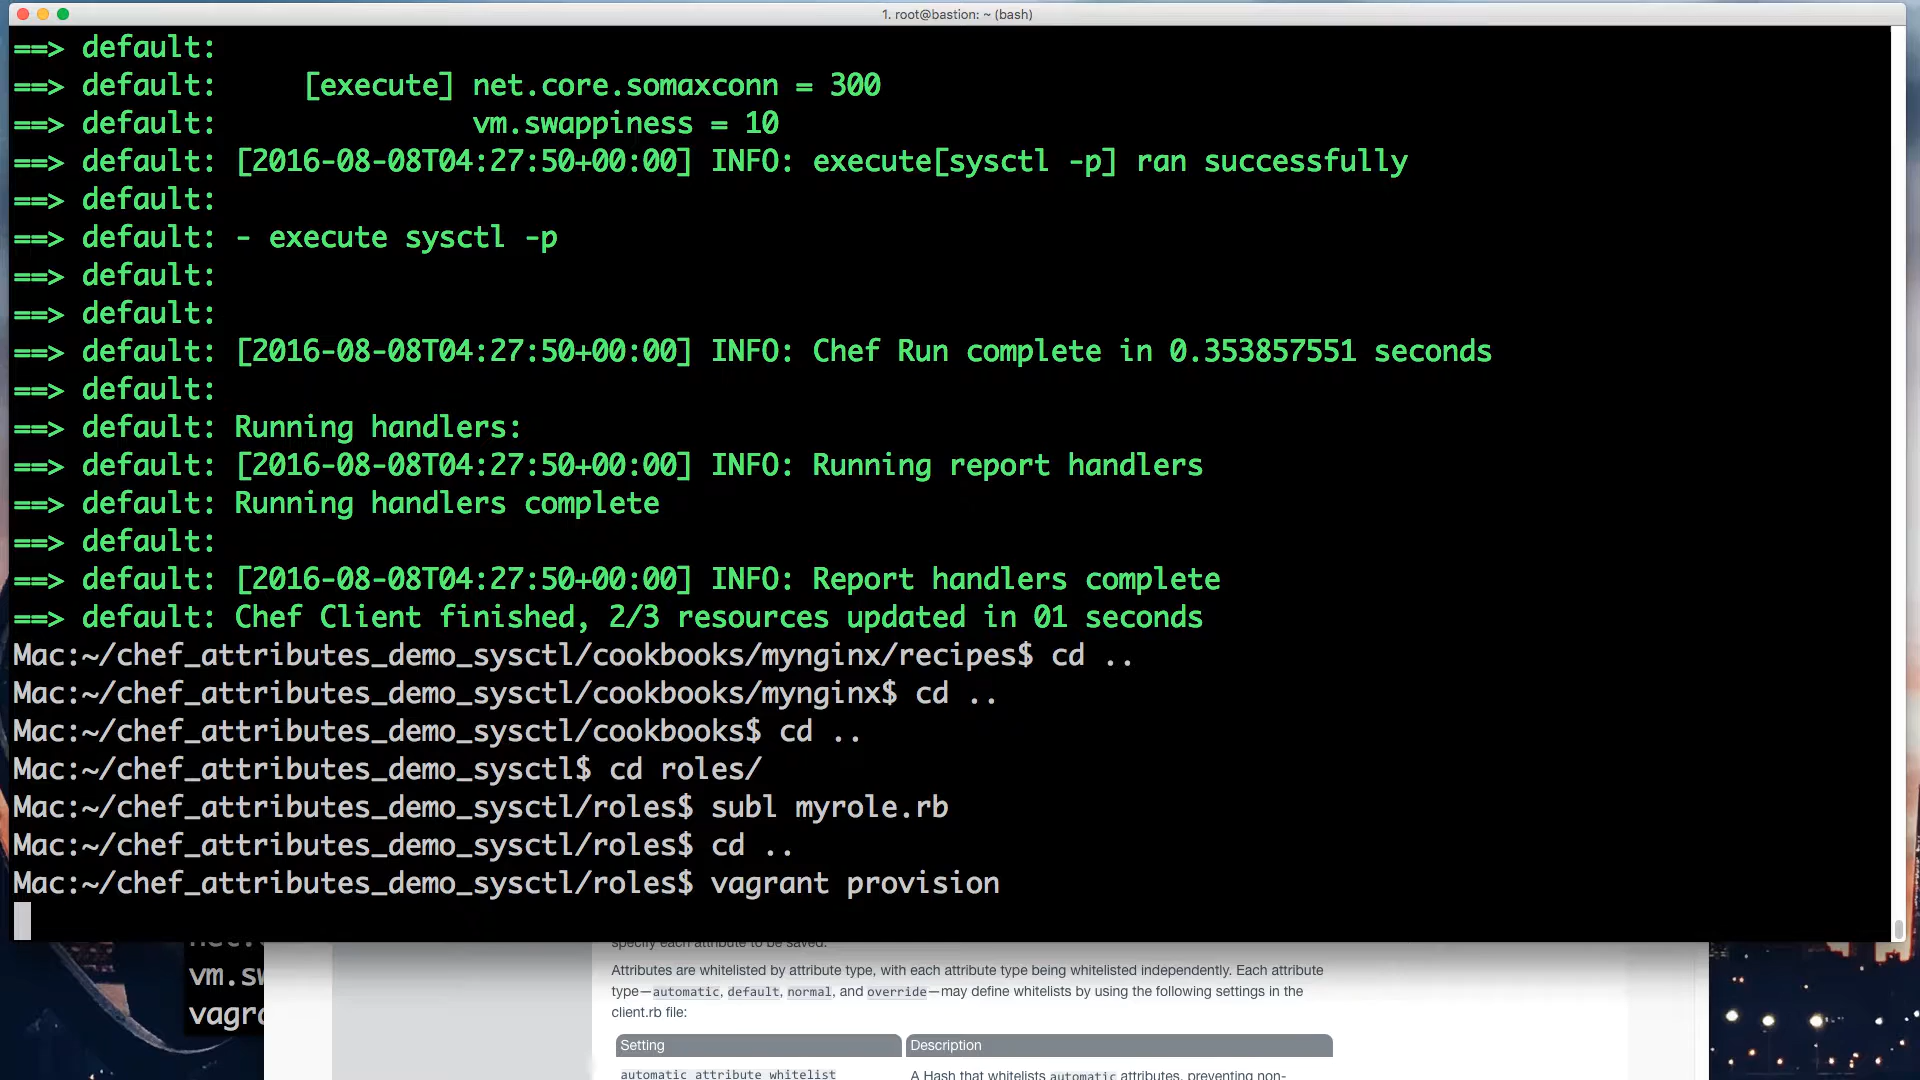 1. root@bastion: ~ (bash)
==> default:
==> default:     [execute] net.core.somaxconn = 300
==> default:               vm.swappiness = 10
==> default: [2016-08-08T04:27:50+00:00] INFO: execute[sysctl -p] ran successfully
==> default:
==> default: - execute sysctl -p
==> default:
==> default:
==> default: [2016-08-08T04:27:50+00:00] INFO: Chef Run complete in 0.353857551 seconds
==> default:
==> default: Running handlers:
==> default: [2016-08-08T04:27:50+00:00] INFO: Running report handlers
==> default: Running handlers complete
==> default:
==> default: [2016-08-08T04:27:50+00:00] INFO: Report handlers complete
==> default: Chef Client finished, 2/3 resources updated in 01 seconds
Mac:~/chef_attributes_demo_sysctl/cookbooks/mynginx/recipes$ cd ..
Mac:~/chef_attributes_demo_sysctl/cookbooks/mynginx$ cd ..
Mac:~/chef_attributes_demo_sysctl/cookbooks$ cd ..
Mac:~/chef_attributes_demo_sysctl$ cd roles/
Mac:~/chef_attributes_demo_sysctl/roles$ subl myrole.rb
Mac:~/chef_attributes_demo_sysctl/roles$ cd ..
Mac:~/chef_attributes_demo_sysctl/roles$ vagrant provision
specify each attribute to be saved.
vm.sw
vagra
Attributes are whitelisted by attribute type, with each attribute type being whitelisted independently. Each attribute
type—automatic, default, normal, and override—may define whitelists by using the following settings in the
client.rb file:
Setting Description
automatic_attribute_whitelist A Hash that whitelists automatic attributes, preventing non-